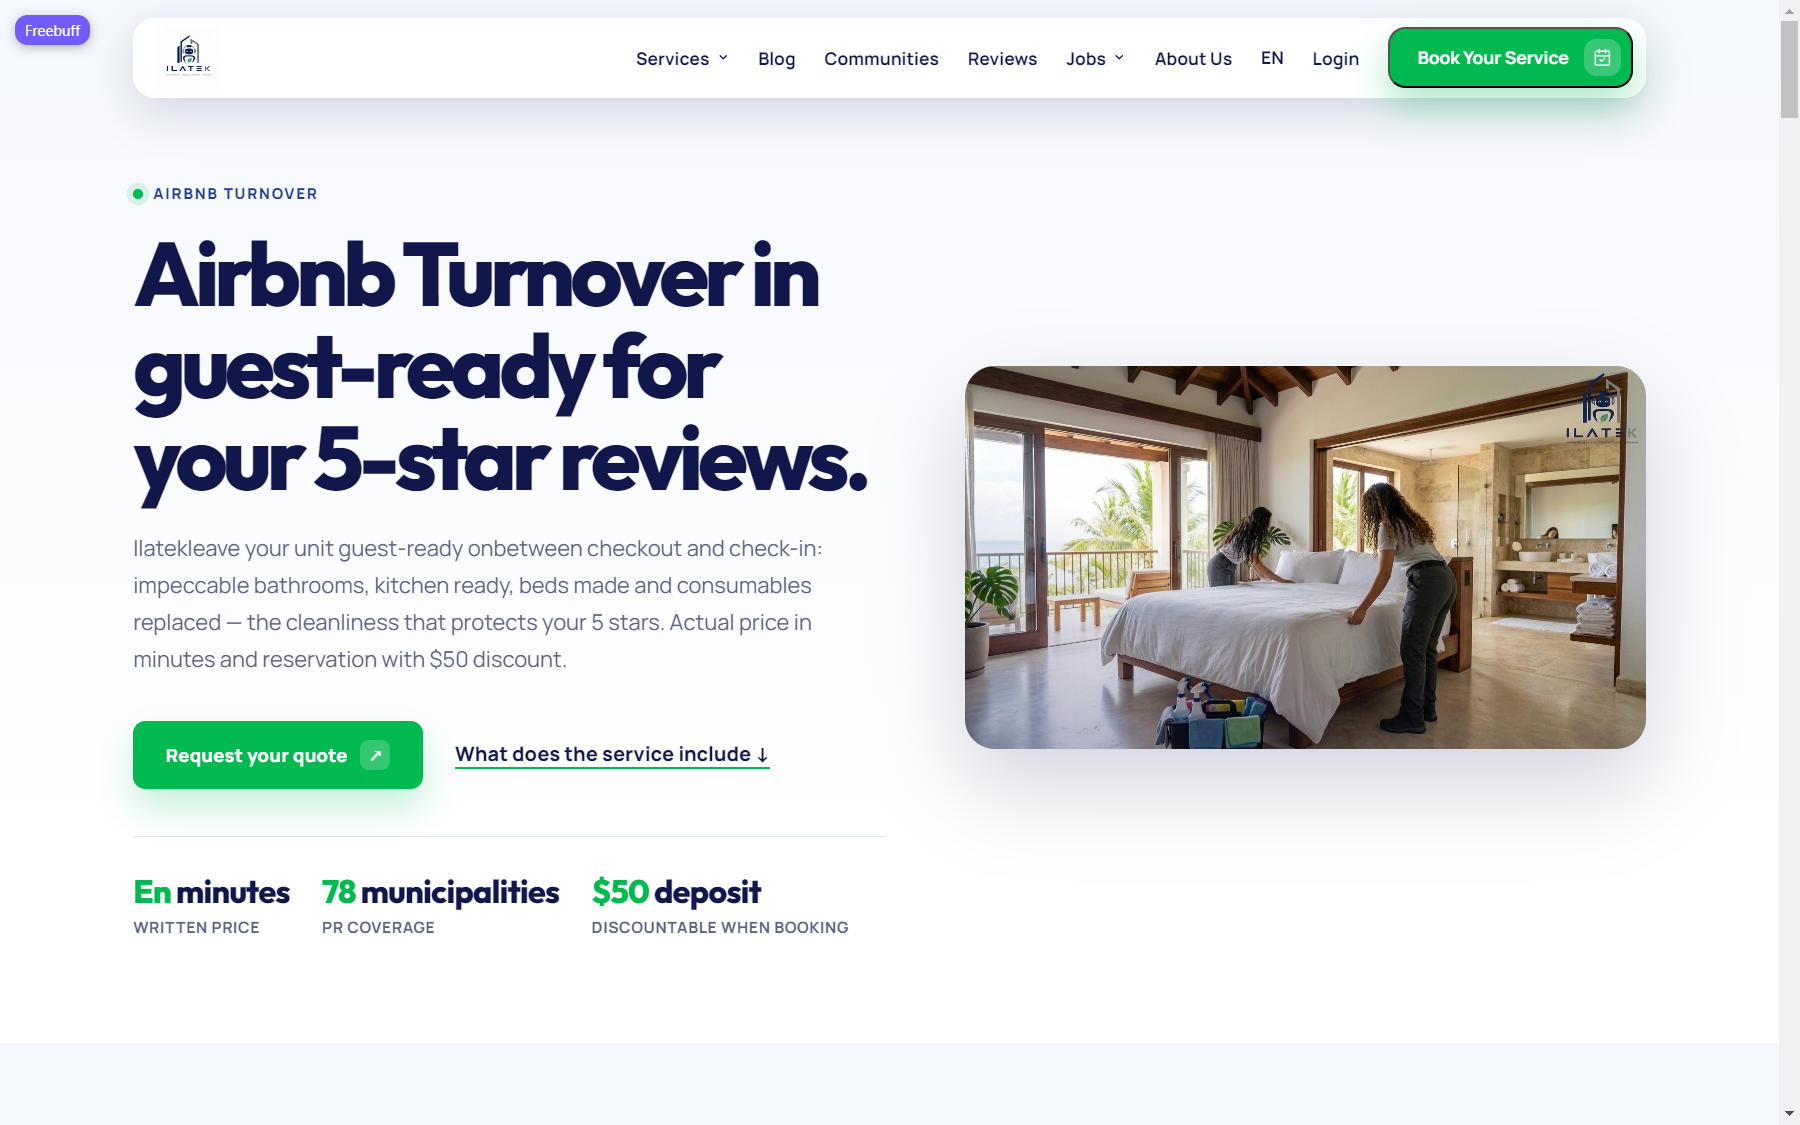 Freebuff
ILATEK
Services
Blog
Communities
Reviews
Jobs
About Us
EN
Login
Book Your Service
AIRBNB TURNOVER
Airbnb Turnover in
guest-ready for
your 5-star reviews.
Ilatekleave your unit guest-ready onbetween checkout and check-in:
impeccable bathrooms, kitchen ready, beds made and consumables
replaced — the cleanliness that protects your 5 stars. Actual price in
minutes and reservation with $50 discount.
ILATEK
Request your quote ↗
What does the service include ↓
En minutes
WRITTEN PRICE
78 municipalities
PR COVERAGE
$50 deposit
DISCOUNTABLE WHEN BOOKING